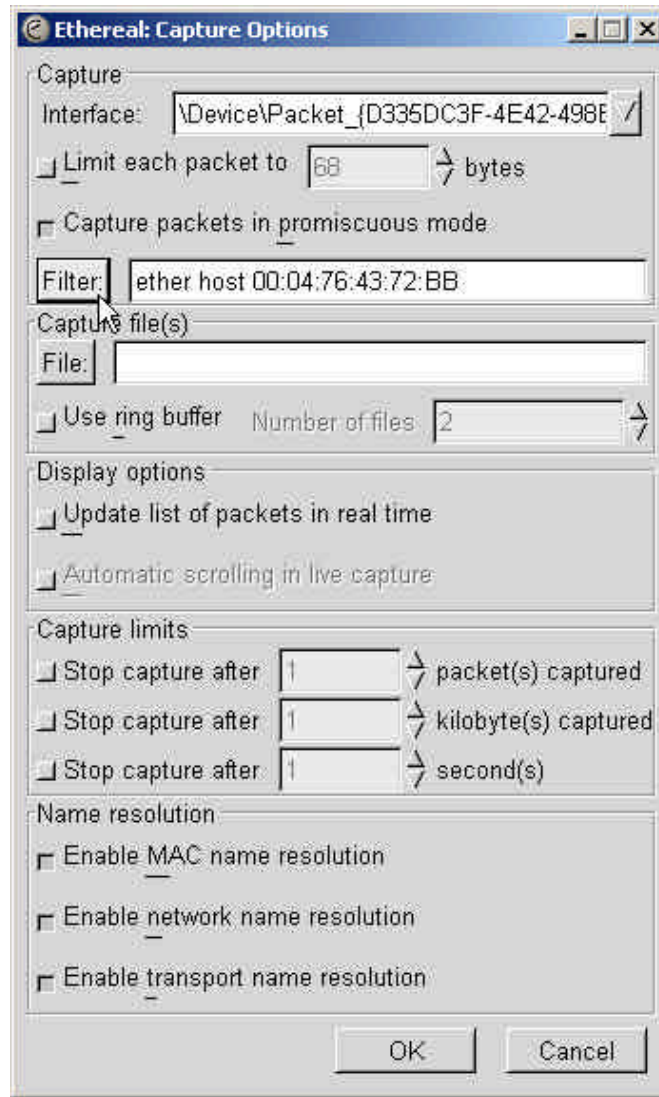 Ethereal: Capture Options
Capture
Interface: \Device\Packet_{D335DC3F-4E42-498E
Limit each packet to 68 bytes
Capture packets in promiscuous mode
Filter: ether host 00:04:76:43:72:BB
Capture file(s)
File:
Use ring buffer Number of files 2
Display options
Update list of packets in real time
Automatic scrolling in live capture
Capture limits
Stop capture after 1 packet(s) captured
Stop capture after 1 kilobyte(s) captured
Stop capture after 1 second(s)
Name resolution
Enable MAC name resolution
Enable network name resolution
Enable transport name resolution
OK Cancel